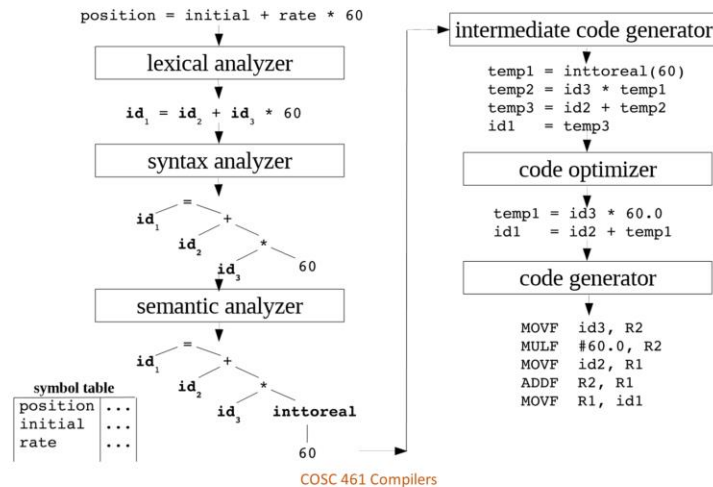 position = initial + rate * 60
lexical analyzer
id1 = id2 + id3 * 60
syntax analyzer
=
id1 +
id2 *
id3 60
semantic analyzer
=
id1 +
id2 *
id3 inttoreal
60
symbol table
position ...
initial ...
rate ...
intermediate code generator
temp1 = inttoreal(60)
temp2 = id3 * temp1
temp3 = id2 + temp2
id1 = temp3
code optimizer
temp1 = id3 * 60.0
id1 = id2 + temp1
code generator
MOVF id3, R2
MULF #60.0, R2
MOVF id2, R1
ADDF R2, R1
MOVF R1, id1
COSC 461 Compilers